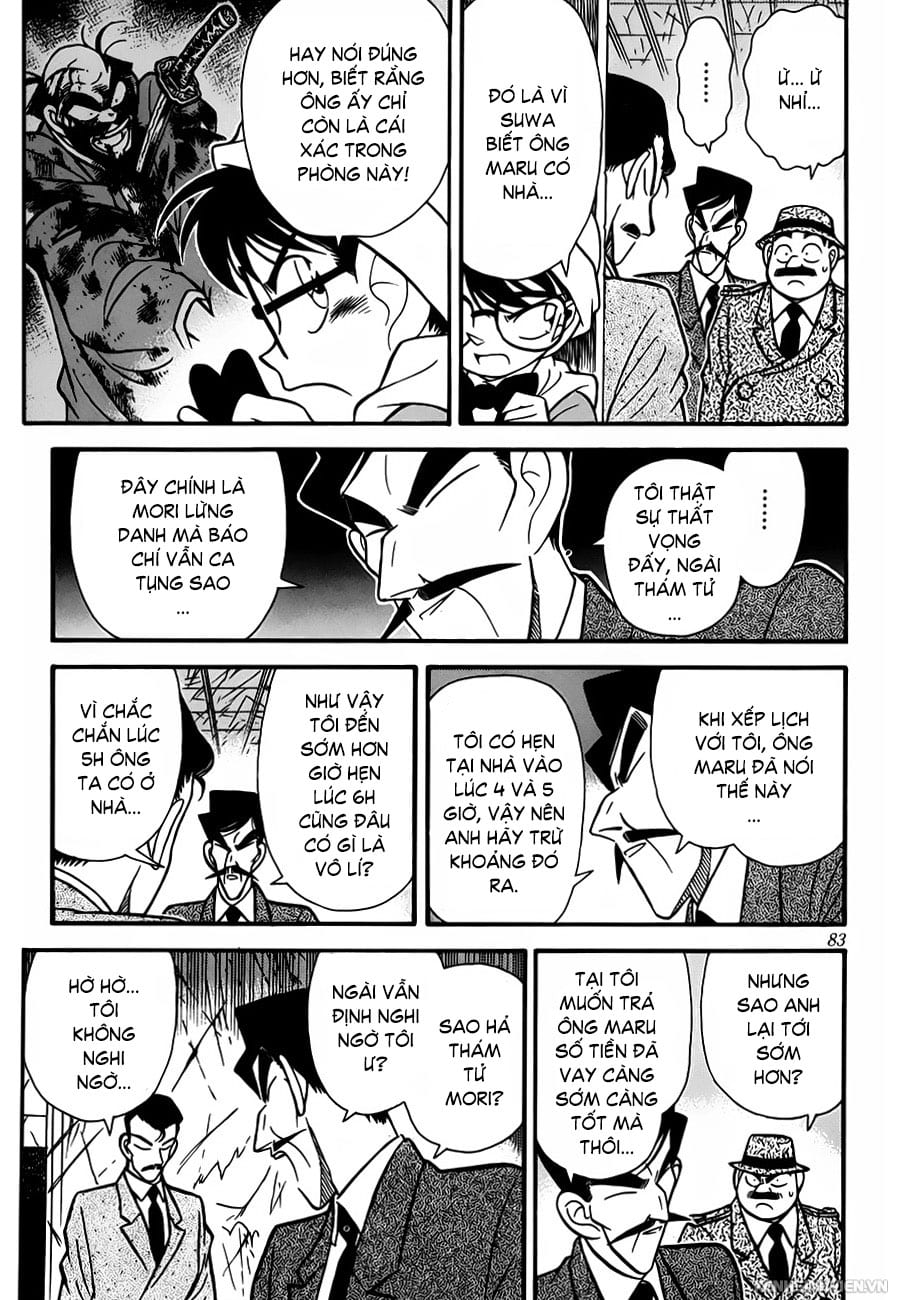 Ừ... Ừ
NHỈ...
......
ĐÓ LÀ VÌ
SUWA
BIẾT ÔNG
MARU CÓ
NHÀ...
HAY NÓI ĐÚNG
HƠN, BIẾT RẰNG
ÔNG ẤY CHỈ
CÒN LÀ CÁI
XÁC TRONG
PHÒNG NÀY!
......
TÔI THẬT
SỰ THẤT
VỌNG
ĐẤY, NGÀI
THÁM TỬ
...
ĐÂY CHÍNH LÀ
MORI LỪNG
DANH MÀ BÁO
CHÍ VẪN CA
TỤNG SAO
...
KHI XẾP LỊCH
VỚI TÔI, ÔNG
MARU ĐÃ NÓI
THẾ NÀY
...
TÔI CÓ HẸN
TẠI NHÀ VÀO
LÚC 4 VÀ 5
GIỜ, VẬY NÊN
ANH HÃY TRỪ
KHOẢNG ĐÓ
RA.
NHƯ VẬY
TÔI ĐẾN
SỚM HƠN
GIỜ HẸN
LÚC 6H
CŨNG ĐÂU
CÓ GÌ LÀ
VÔ LÍ?
VÌ CHẮC
CHẮN LÚC
5H ÔNG
TA CÓ Ở
NHÀ...
83
NHƯNG
SAO ANH
LẠI TỚI
SỚM
HƠN?
TẠI TÔI
MUỐN TRẢ
ÔNG MARU
SỐ TIỀN ĐÃ
VAY CÀNG
SỚM CÀNG
TỐT MÀ
THÔI.
SAO HẢ
THÁM
TỬ
MORI?
NGÀI VẪN
ĐỊNH NGHI
NGỜ TÔI
Ư?
HỜ HỜ...
TÔI
KHÔNG
NGHI
NGỜ...